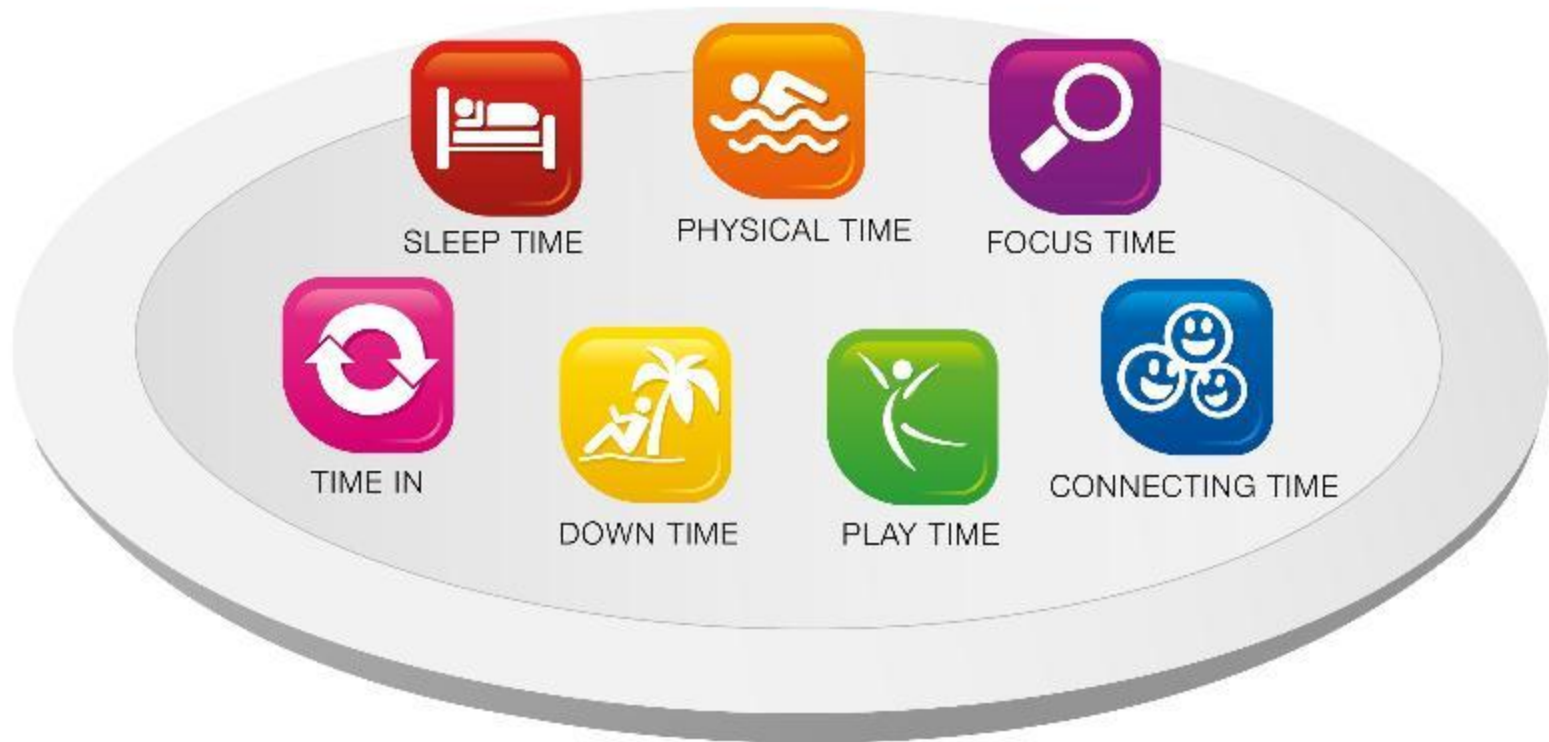 SLEEP TIME
PHYSICAL TIME
FOCUS TIME
TIME IN
DOWN TIME
PLAY TIME
CONNECTING TIME